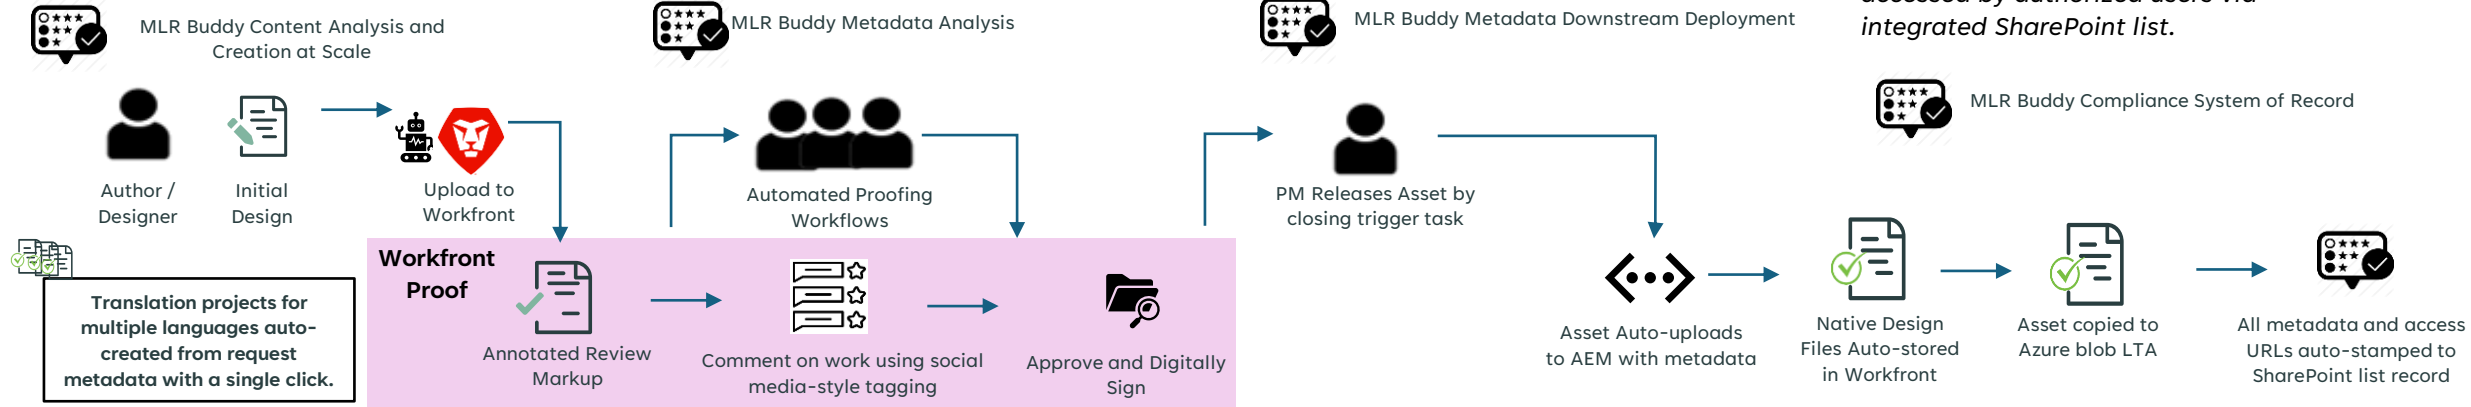 MLR Buddy Content Analysis and
Creation at Scale
MLR Buddy Metadata Analysis
MLR Buddy Metadata Downstream Deployment
accessed by authorized users via
integrated SharePoint list.
MLR Buddy Compliance System of Record
Author /
Designer
Initial
Design
Upload to
Workfront
Automated Proofing
Workflows
PM Releases Asset by
closing trigger task
Translation projects for
multiple languages auto-
created from request
metadata with a single click.
Workfront
Proof
Annotated Review
Markup
Comment on work using social
media-style tagging
Approve and Digitally
Sign
Asset Auto-uploads
to AEM with metadata
Native Design
Files Auto-stored
in Workfront
Asset copied to
Azure blob LTA
All metadata and access
URLs auto-stamped to
SharePoint list record